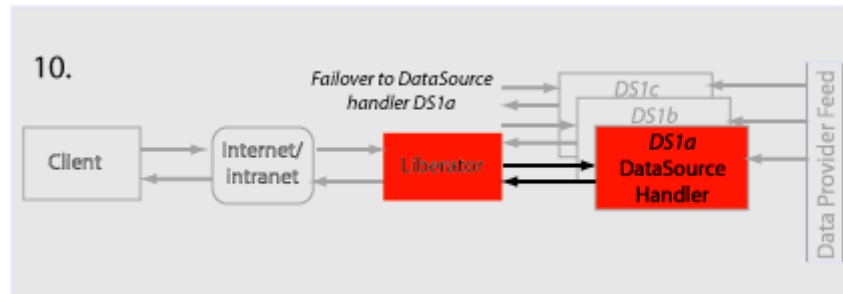 10.
Failover to DataSource
handler DS1a
DS1c
DS1b
DS1a
DataSource
Handler
Client
Internet/
intranet
Liberator
Data Provider Feed